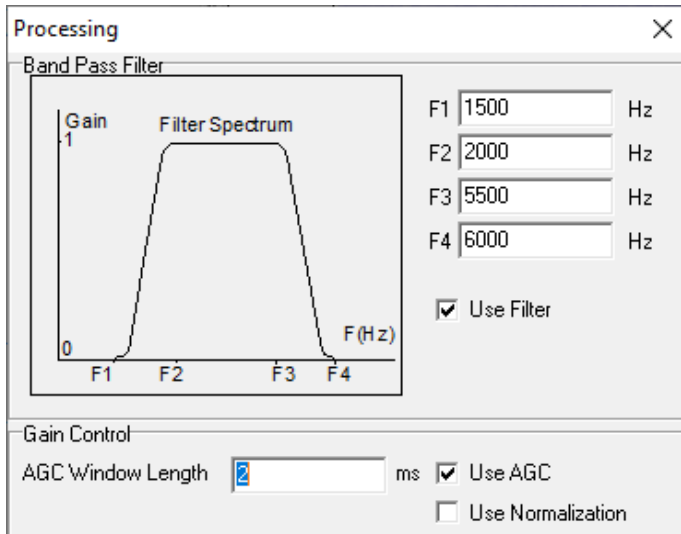 Processing
Band Pass Filter
Gain
1
Filter Spectrum
0
F(Hz)
F1 F2 F3 F4
F1 1500 Hz
F2 2000 Hz
F3 5500 Hz
F4 6000 Hz
Use Filter
Gain Control
AGC Window Length 2 ms Use AGC
Use Normalization